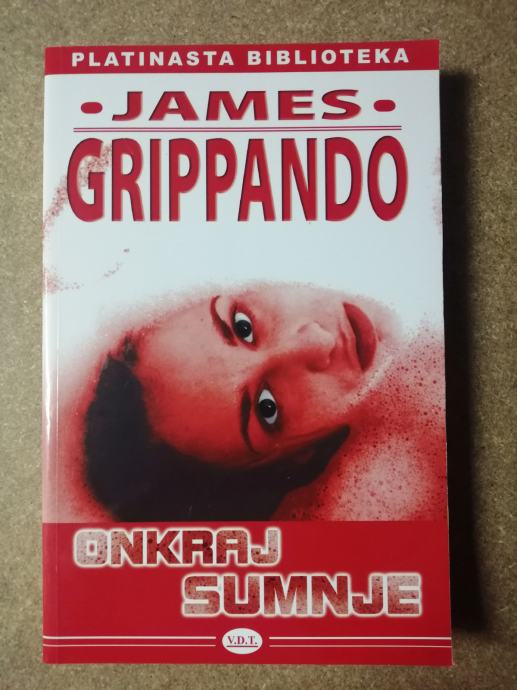 PLATINASTA BIBLIOTEKA
• JAMES •
GRIPPANDO
ONKRAJ
SUMNJE
V.D.T.